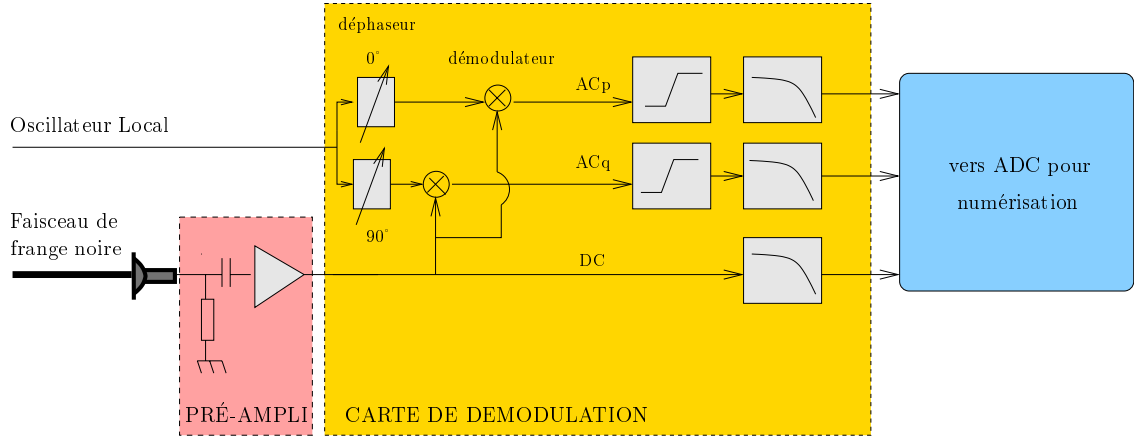 déphaseur
0°
démodulateur
ACp
Oscillateur Local
ACq
vers ADC pour
numérisation
Faisceau de
frange noire
90°
DC
PRÉ-AMPLI
CARTE DE DEMODULATION